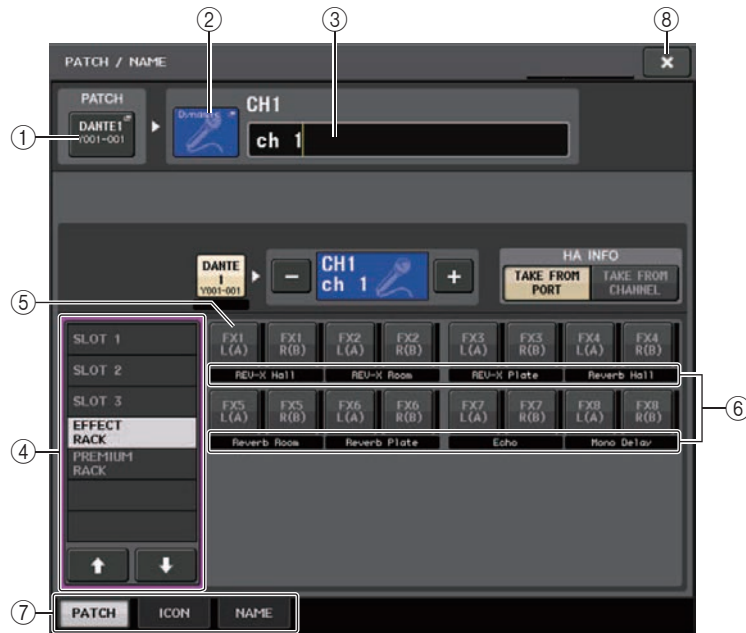 ② ③ ⑧
PATCH / NAME
×
PATCH
DANTE1
Y001-001
①
Dynamic
CH1
ch 1
DANTE
1
Y001-001
−
CH1
ch 1
+
HA INFO
TAKE FROM PORT
TAKE FROM CHANNEL
⑤
④
SLOT 1
SLOT 2
SLOT 3
EFFECT RACK
PREMIUM RACK
FX1 L(A) FX1 R(B) FX2 L(A) FX2 R(B) FX3 L(A) FX3 R(B) FX4 L(A) FX4 R(B)
REV-X Hall REV-X Room REV-X Plate Reverb Hall
FX5 L(A) FX5 R(B) FX6 L(A) FX6 R(B) FX7 L(A) FX7 R(B) FX8 L(A) FX8 R(B)
Reverb Room Reverb Plate Echo Mono Delay
⑥
⑦
PATCH ICON NAME